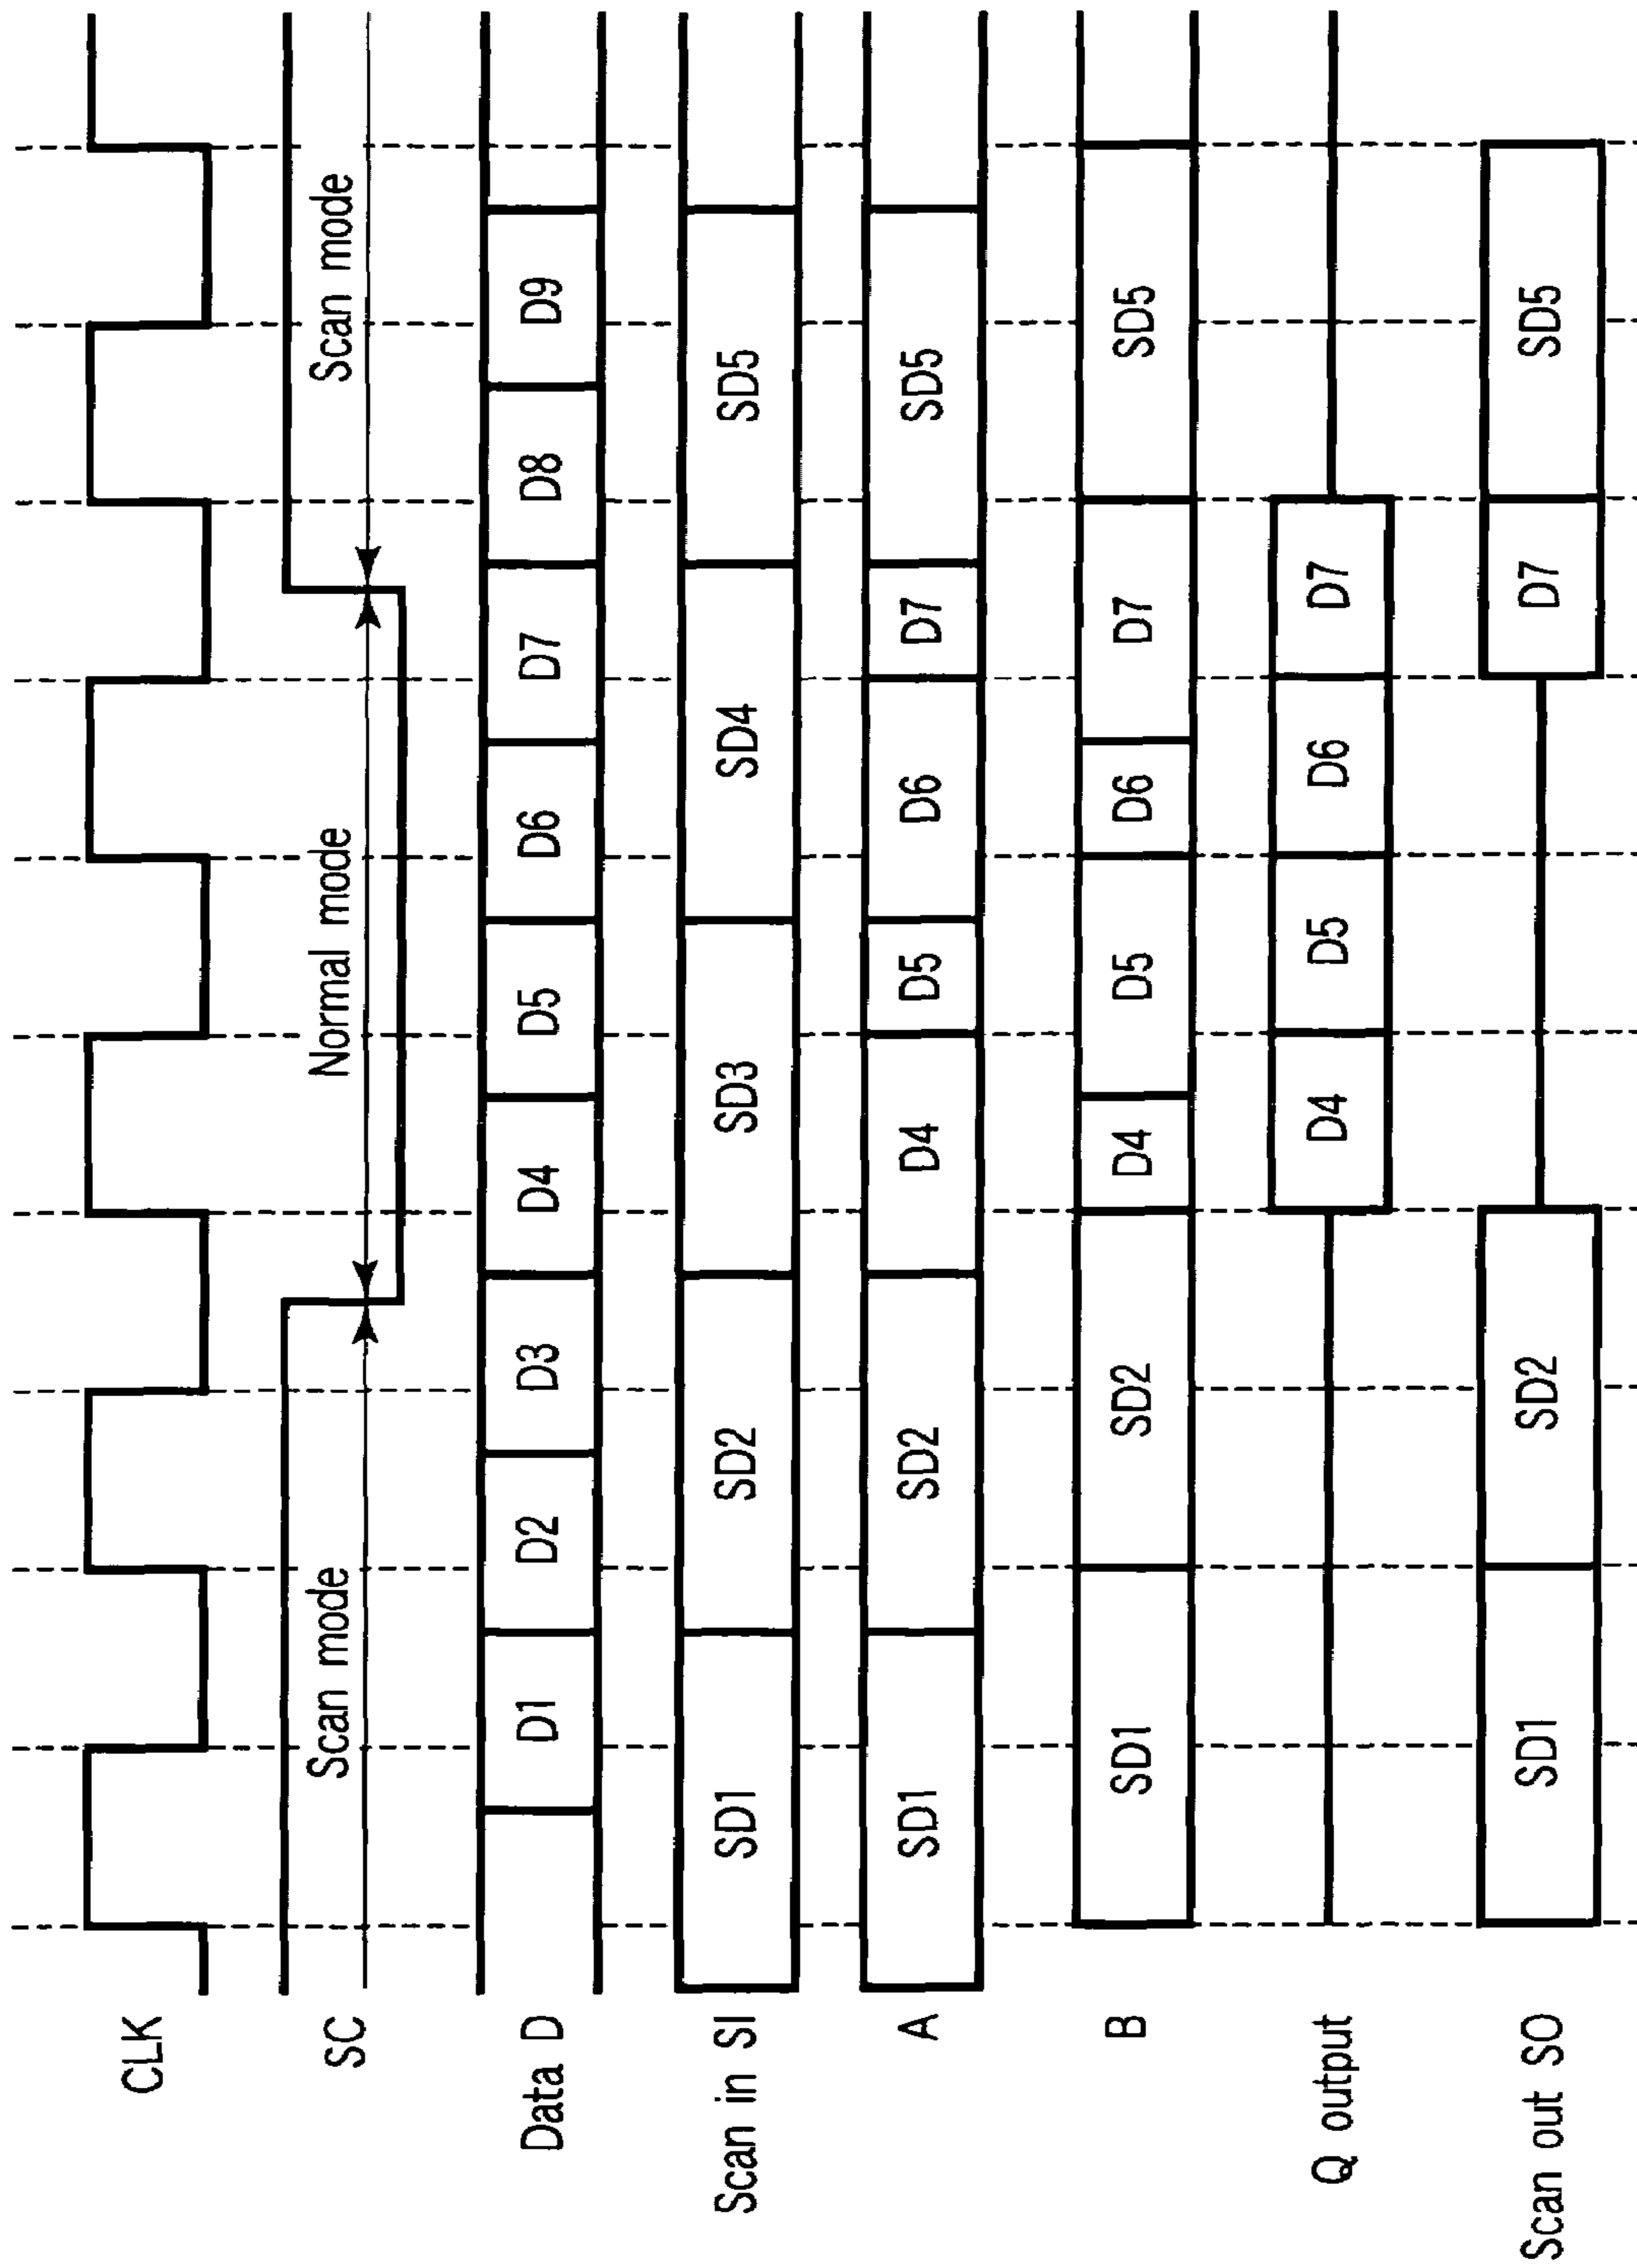 CLK
SC
Scan mode
Normal mode
Scan mode
Data D
D1 D2 D3 D4 D5 D6 D7 D8 D9
Scan in SI
SD1 SD2 SD3 SD4 SD5
A
SD1 SD2 D4 D5 D6 D7 SD5
B
SD1 SD2 D4 D5 D6 D7 SD5
Q output
D4 D5 D6 D7
Scan out SO
SD1 SD2 D7 SD5